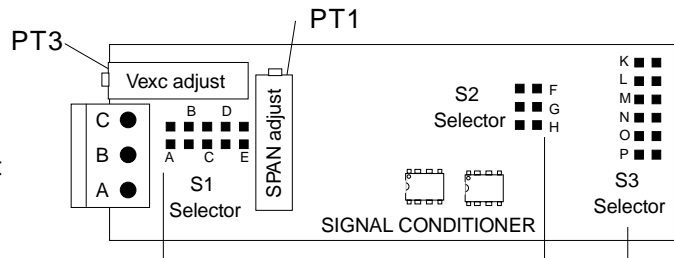 PT1
PT3
Vexc adjust
SPAN adjust
C
B
A
B D
A C E
S1
Selector
S2
Selector
F
G
H
K
L
M
N
O
P
S3
Selector
SIGNAL CONDITIONER